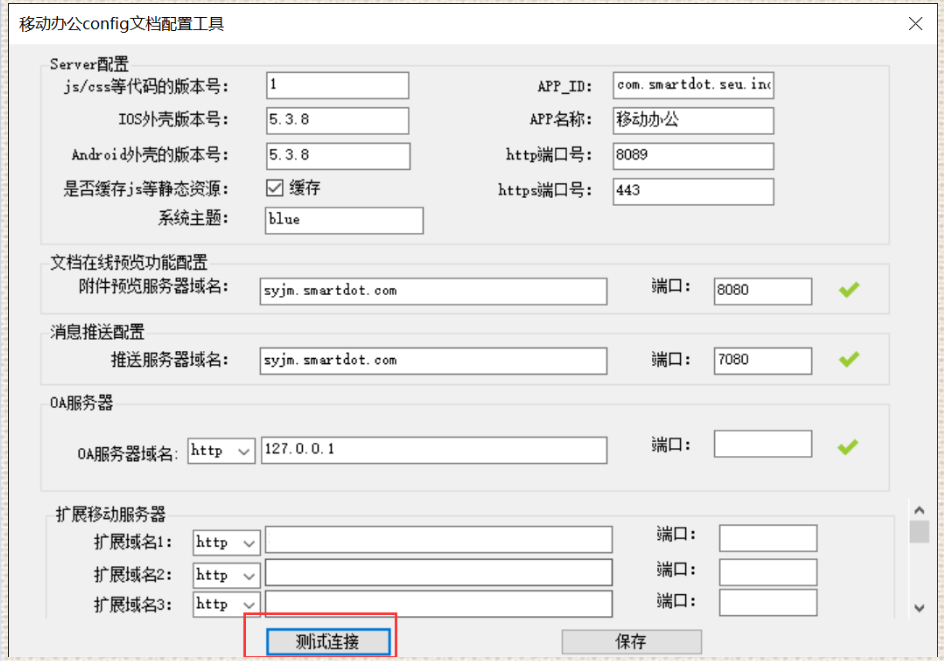 移动办公config文档配置工具
Server配置
js/css等代码的版本号: 1 APP_ID: com.smartdot.seu.inc
IOS外壳版本号: 5.3.8 APP名称: 移动办公
Android外壳的版本号: 5.3.8 http端口号: 8089
是否缓存js等静态资源: 缓存 https端口号: 443
系统主题: blue
文档在线预览功能配置
附件预览服务器域名: syjm.smartdot.com 端口: 8080
消息推送配置
推送服务器域名: syjm.smartdot.com 端口: 7080
OA服务器
OA服务器域名: http 127.0.0.1 端口:
扩展移动服务器
扩展域名1: http 端口:
扩展域名2: http 端口:
扩展域名3: http 端口:
测试连接 保存